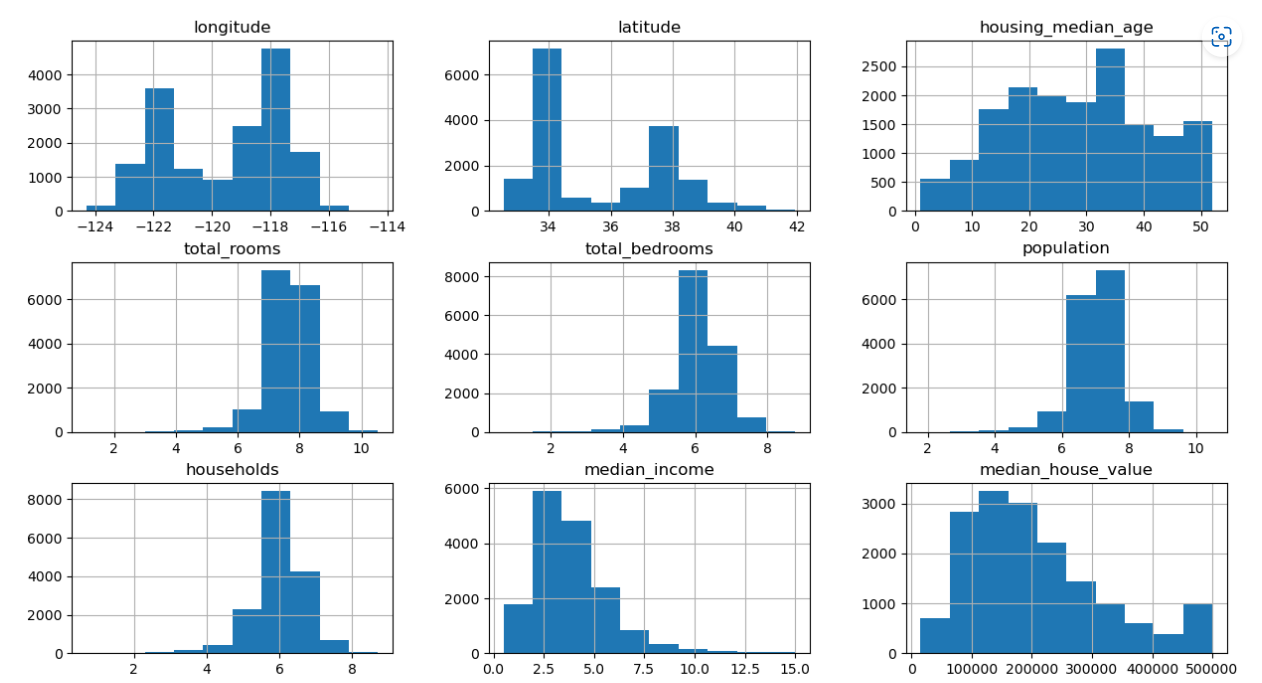 longitude
4000
3000
2000
1000
0
−124 −122 −120 −118 −116 −114
latitude
6000
4000
2000
0
34 36 38 40 42
housing_median_age
2500
2000
1500
1000
500
0
0 10 20 30 40 50
total_rooms
6000
4000
2000
0
2 4 6 8 10
total_bedrooms
8000
6000
4000
2000
0
2 4 6 8
population
6000
4000
2000
0
2 4 6 8 10
households
8000
6000
4000
2000
0
2 4 6 8
median_income
6000
4000
2000
0
0.0 2.5 5.0 7.5 10.0 12.5 15.0
median_house_value
3000
2000
1000
0
0 100000 200000 300000 400000 500000